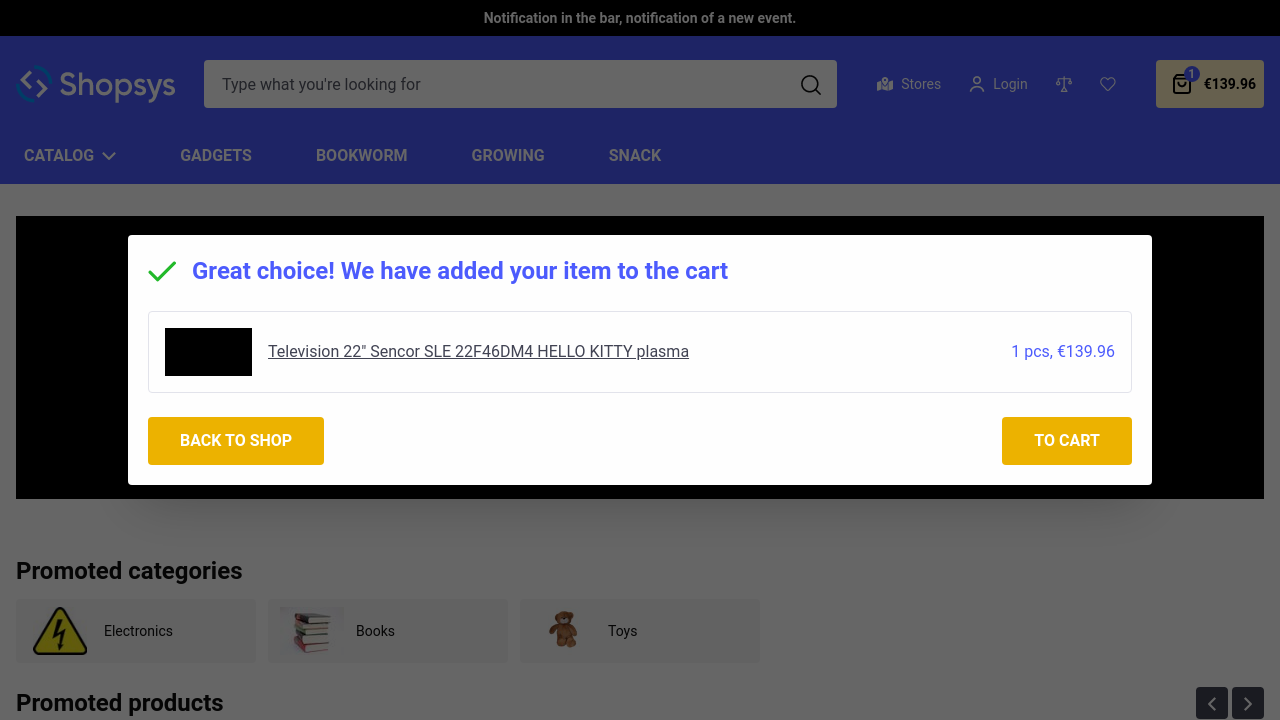 Notification in the bar, notification of a new event.
Shopsys
Type what you're looking for
Stores
Login
1
€139.96
CATALOG
GADGETS
BOOKWORM
GROWING
SNACK
Great choice! We have added your item to the cart
Television 22" Sencor SLE 22F46DM4 HELLO KITTY plasma
1 pcs, €139.96
BACK TO SHOP
TO CART
Promoted categories
Electronics
Books
Toys
Promoted products